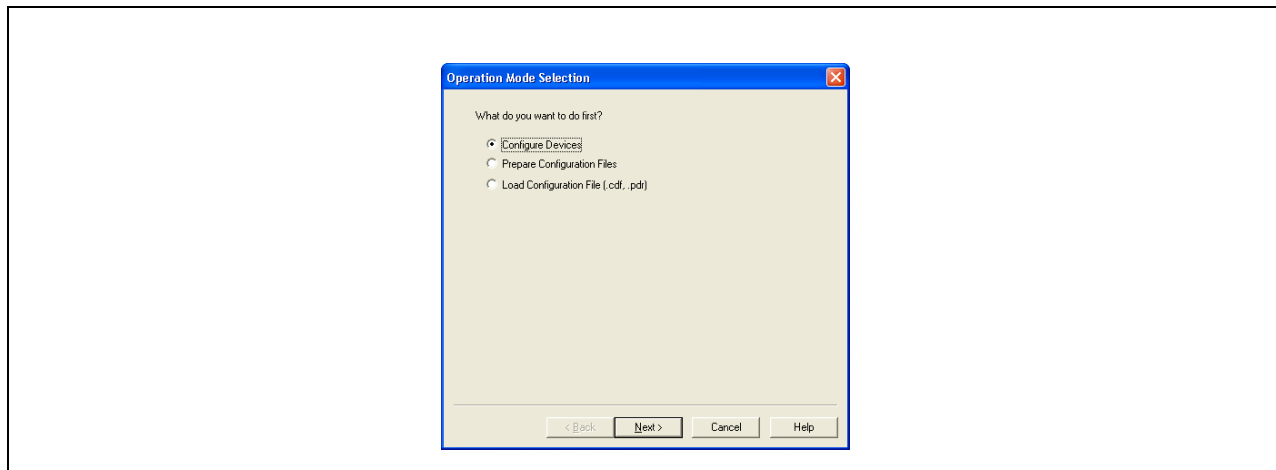 Operation Mode Selection
What do you want to do first?
Configure Devices
Prepare Configuration Files
Load Configuration File (.cdf, .pdr)
< Back Next > Cancel Help